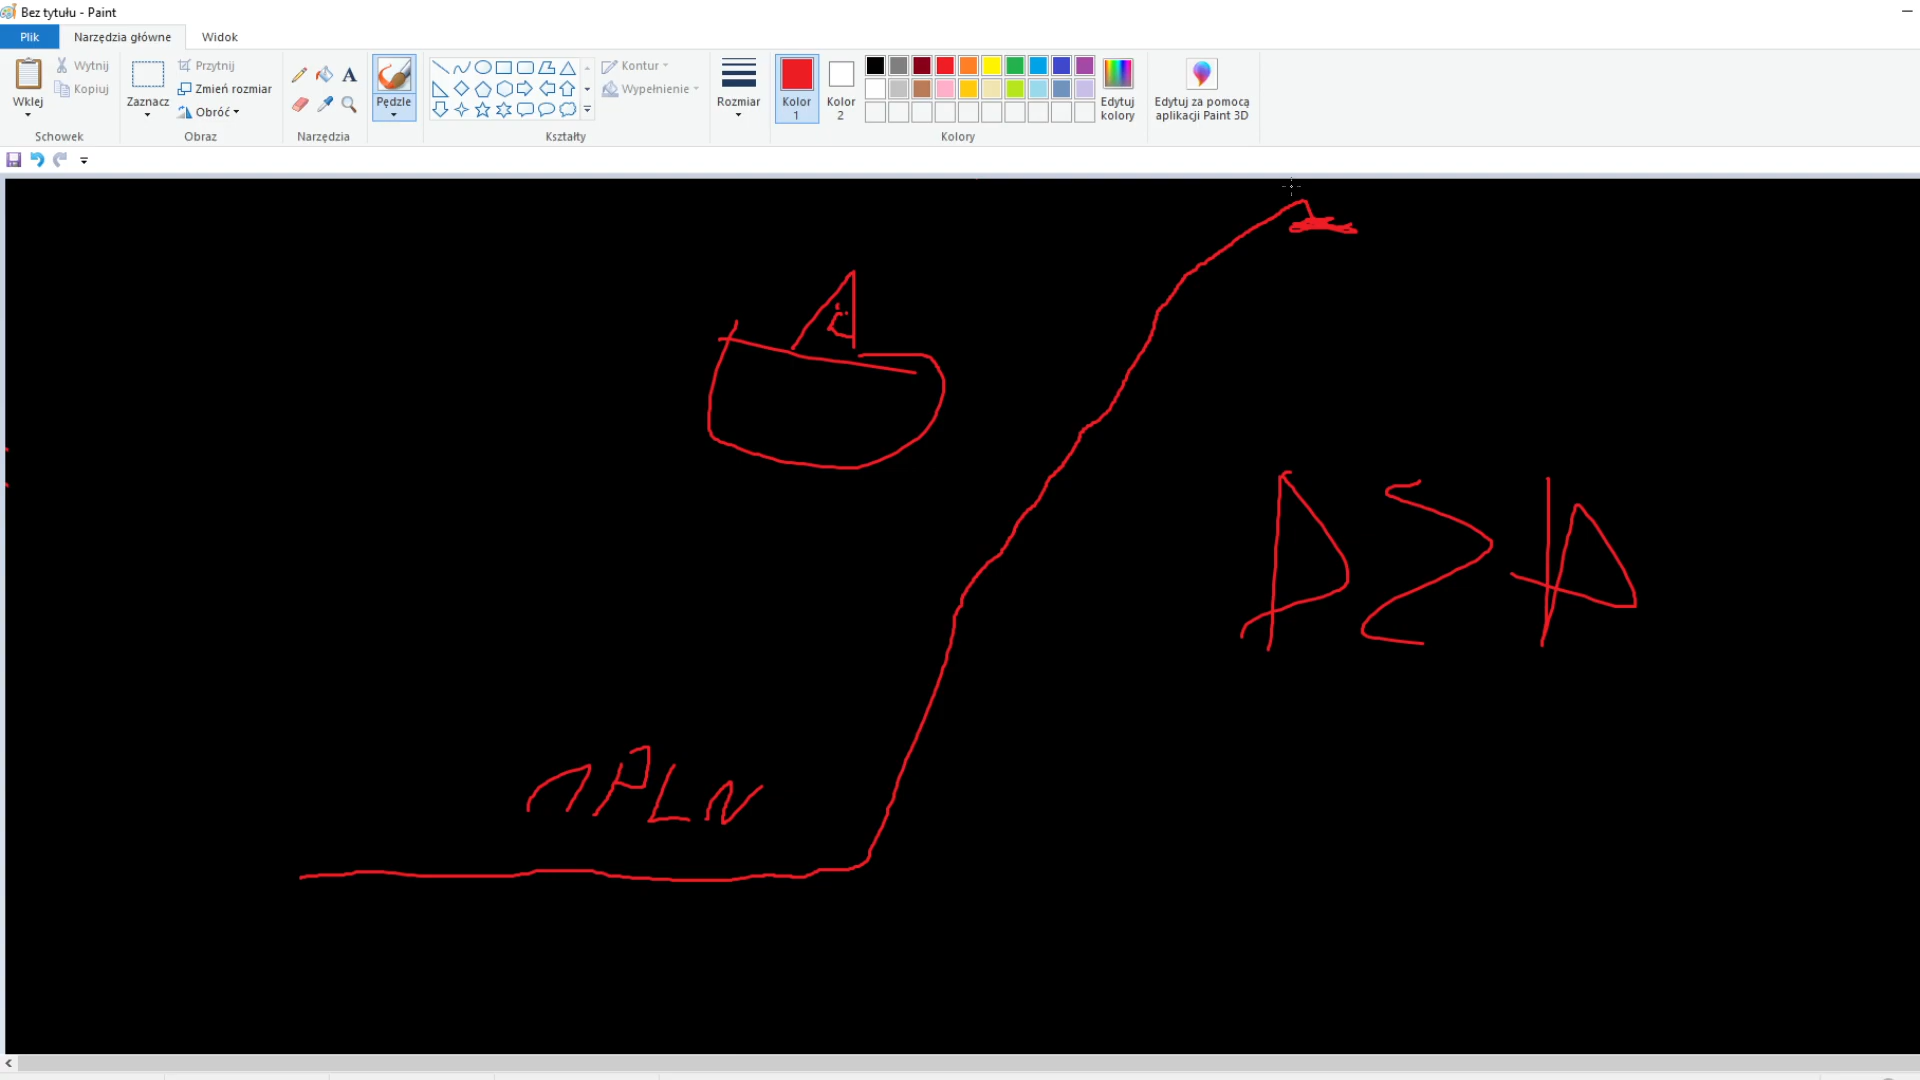 Bez tytułu - Paint
Plik Narzędzia główne Widok
Wklej
Wytnij
Kopiuj
Schowek
Zaznacz
Przytnij
Zmień rozmiar
Obróć
Obraz
Narzędzia
Pędzle
Kontur
Wypełnienie
Kształty
Rozmiar
Kolor
1
Kolor
2
Edytuj
kolory
Kolory
Edytuj za pomocą
aplikacji Paint 3D
D > D
1PLN